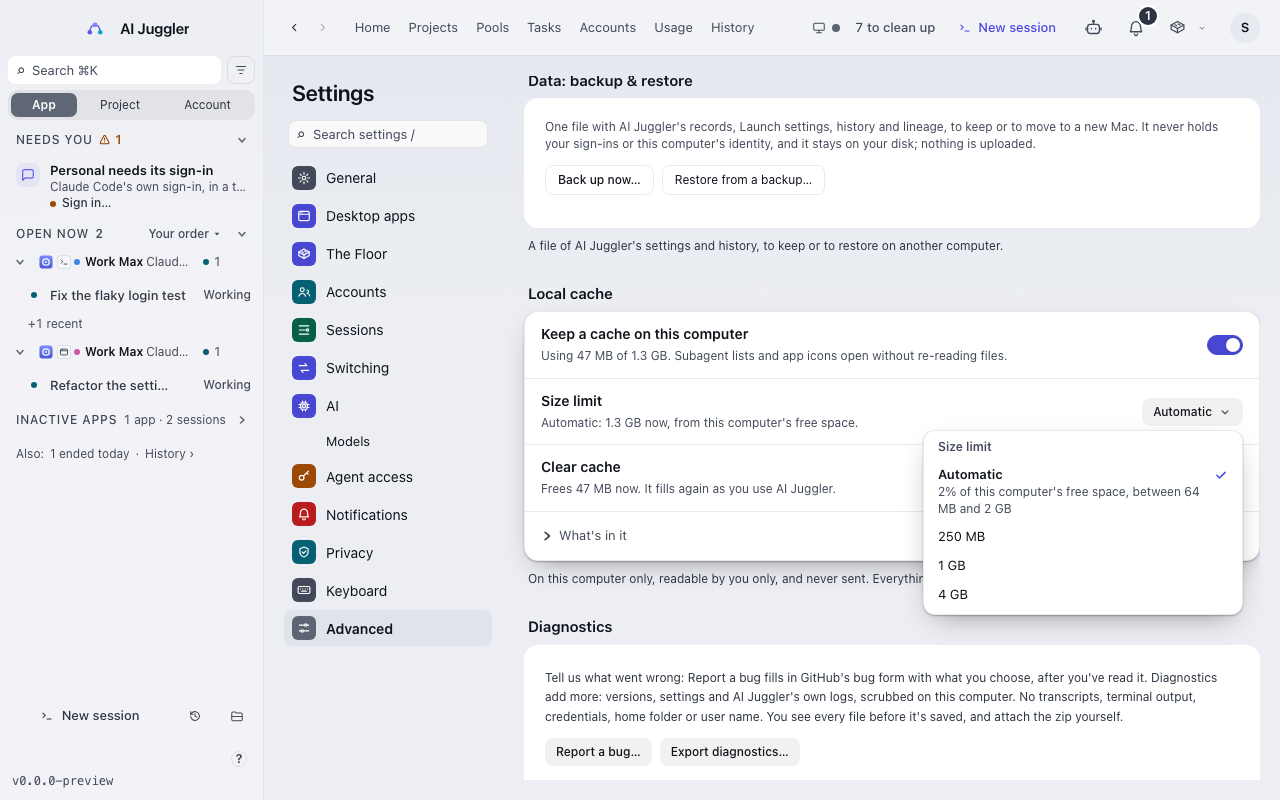 AI Juggler
Search ⌘K
App
Project
Account
NEEDS YOU 1
Personal needs its sign-in
Claude Code's own sign-in, in a t…
Sign in…
OPEN NOW 2
Your order
Work Max Claud… 1
Fix the flaky login test Working
+1 recent
Work Max Claud… 1
Refactor the setti… Working
INACTIVE APPS 1 app · 2 sessions
Also: 1 ended today · History ›
New session
?
v0.0.0-preview
Home
Projects
Pools
Tasks
Accounts
Usage
History
7 to clean up
New session
1
S
Settings
Search settings /
General
Desktop apps
The Floor
Accounts
Sessions
Switching
AI
Models
Agent access
Notifications
Privacy
Keyboard
Advanced
Data: backup & restore
One file with AI Juggler's records, Launch settings, history and lineage, to keep or to move to a new Mac. It never holds
your sign-ins or this computer's identity, and it stays on your disk; nothing is uploaded.
Back up now…
Restore from a backup…
A file of AI Juggler's settings and history, to keep or to restore on another computer.
Local cache
Keep a cache on this computer
Using 47 MB of 1.3 GB. Subagent lists and app icons open without re-reading files.
Size limit
Automatic: 1.3 GB now, from this computer's free space.
Automatic
Clear cache
Frees 47 MB now. It fills again as you use AI Juggler.
What's in it
Size limit
Automatic
2% of this computer's free space, between 64
MB and 2 GB
250 MB
1 GB
4 GB
On this computer only, readable by you only, and never sent.
Diagnostics
Tell us what went wrong: Report a bug fills in GitHub's bug form with what you choose, after you've read it. Diagnostics
add more: versions, settings and AI Juggler's own logs, scrubbed on this computer. No transcripts, terminal output,
credentials, home folder or user name. You see every file before it's saved, and attach the zip yourself.
Report a bug…
Export diagnostics…